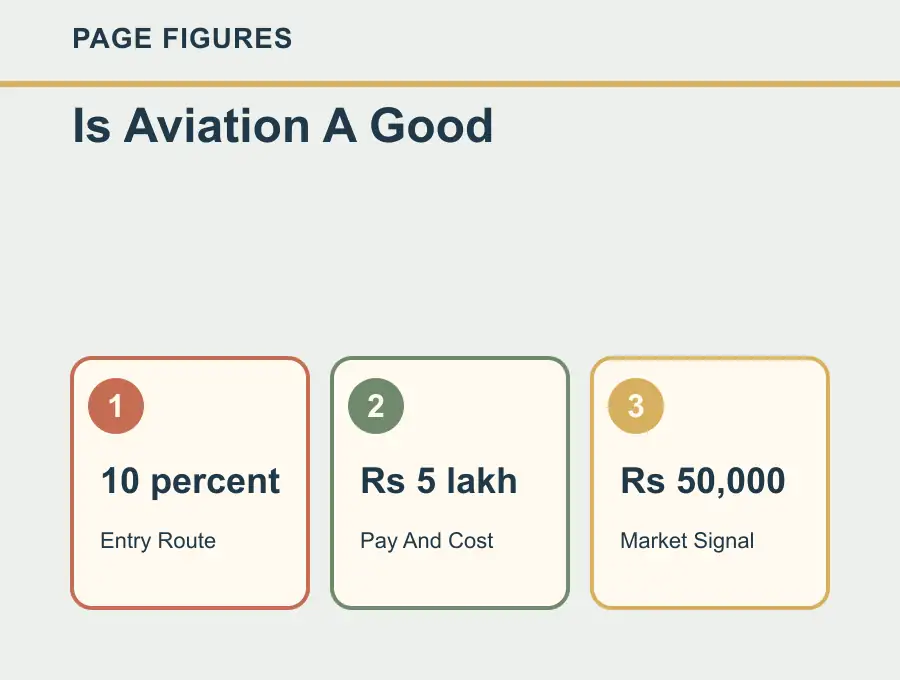 PAGE FIGURES
Is Aviation A Good
1
10 percent
Entry Route
2
Rs 5 lakh
Pay And Cost
3
Rs 50,000
Market Signal